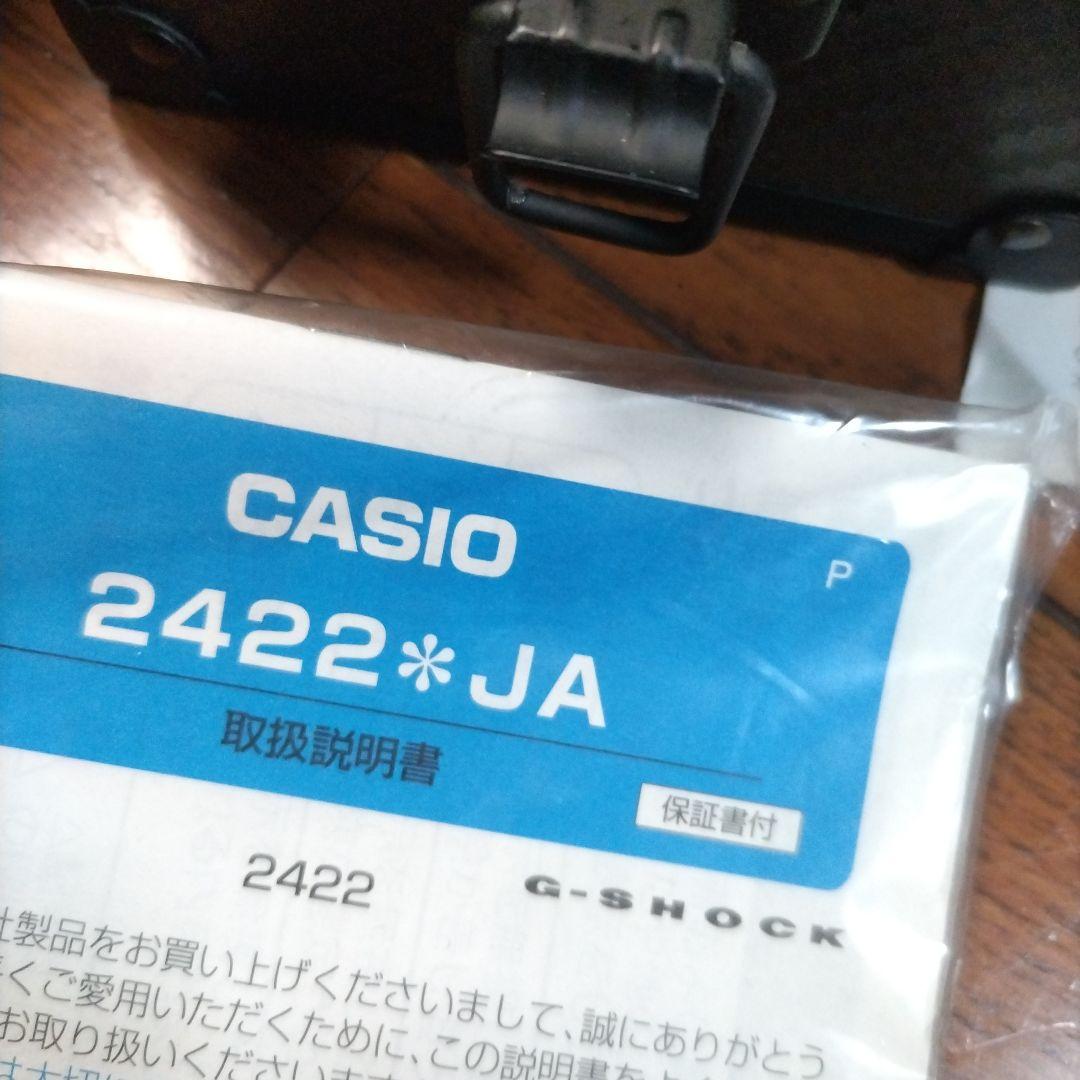 CASIO
P
2422*JA
取扱説明書
保証書付
2422
G-SHOCK
社製品をお買い上げくださいまして、誠にありがとう
くご愛用いただくために、この説明書をよく
お取り扱いください